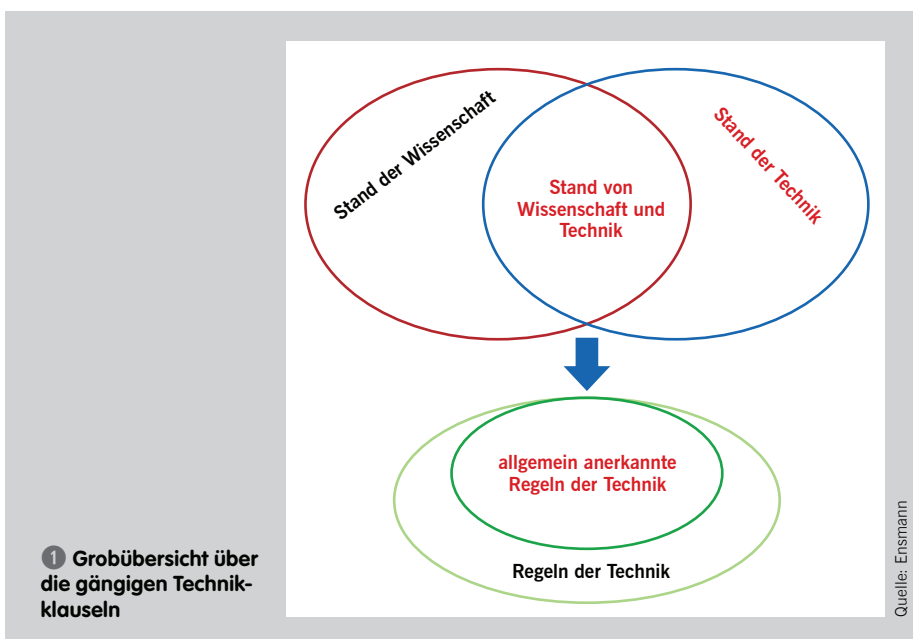 Stand der Wissenschaft
Stand der Technik
Stand von
Wissenschaft und
Technik
allgemein anerkannte
Regeln der Technik
Regeln der Technik
1 Grobübersicht über
die gängigen Technik-
klauseln
Quelle: Ensmann